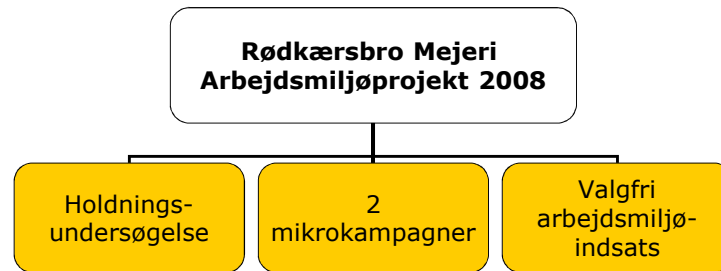 Rødkærsbro Mejeri
Arbejdsmiljøprojekt 2008
Holdnings-
undersøgelse
2
mikrokampagner
Valgfri
arbejdsmiljø-
indsats